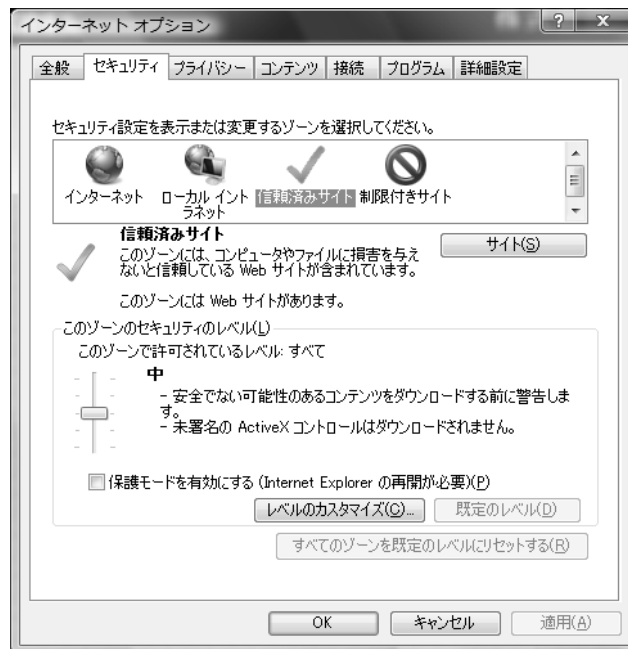 インターネット オプション
? x
全般 セキュリティ プライバシー コンテンツ 接続 プログラム 詳細設定
セキュリティ設定を表示または変更するゾーンを選択してください。
インターネット ローカル イント 信頼済みサイト 制限付きサイト
ラネット
信頼済みサイト
このゾーンには、コンピュータやファイルに損害を与え
ないと信頼している Web サイトが含まれています。
サイト(S)
このゾーンには Web サイトがあります。
このゾーンのセキュリティのレベル(L)
このゾーンで許可されているレベル: すべて
中
- 安全でない可能性のあるコンテンツをダウンロードする前に警告しま
す。
- 未署名の ActiveX コントロールはダウンロードされません。
保護モードを有効にする (Internet Explorer の再開が必要)(P)
レベルのカスタマイズ(C)... 既定のレベル(D)
すべてのゾーンを既定のレベルにリセットする(R)
OK キャンセル 適用(A)